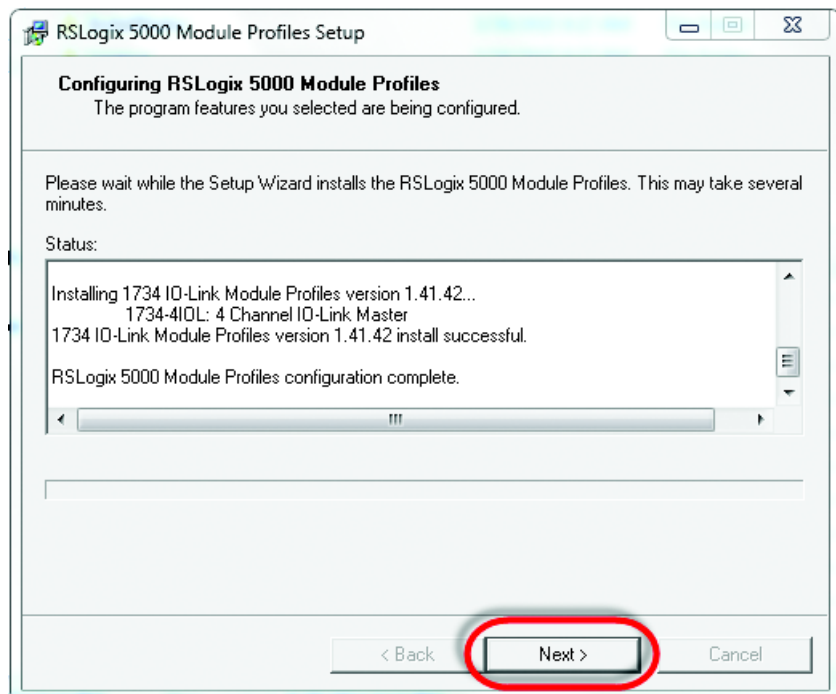 RSLogix 5000 Module Profiles Setup
Configuring RSLogix 5000 Module Profiles
The program features you selected are being configured.
Please wait while the Setup Wizard installs the RSLogix 5000 Module Profiles. This may take several
minutes.
Status:
Installing 1734 IO-Link Module Profiles version 1.41.42...
1734-4IOL: 4 Channel IO-Link Master
1734 IO-Link Module Profiles version 1.41.42 install successful.
RSLogix 5000 Module Profiles configuration complete.
< Back
Next >
Cancel